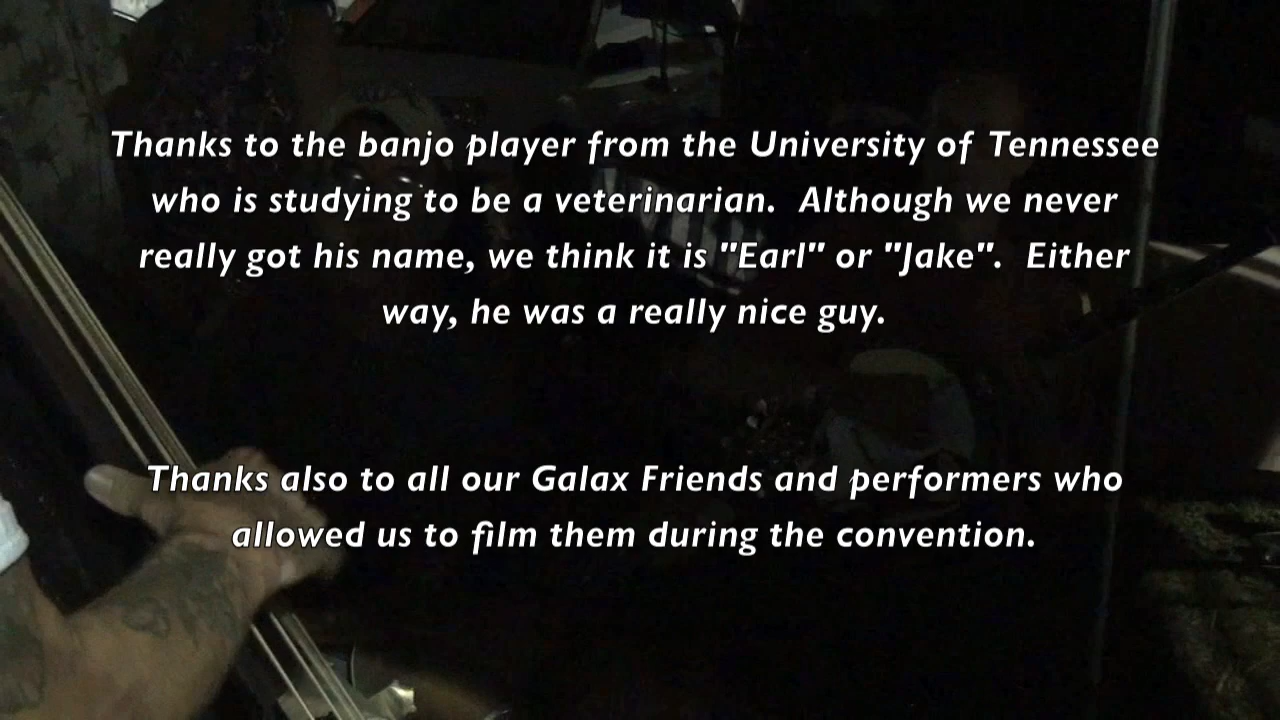 Thanks to the banjo player from the University of Tennessee
who is studying to be a veterinarian.  Although we never
really got his name, we think it is "Earl" or "Jake".  Either
way, he was a really nice guy.
Thanks also to all our Galax Friends and performers who
allowed us to film them during the convention.